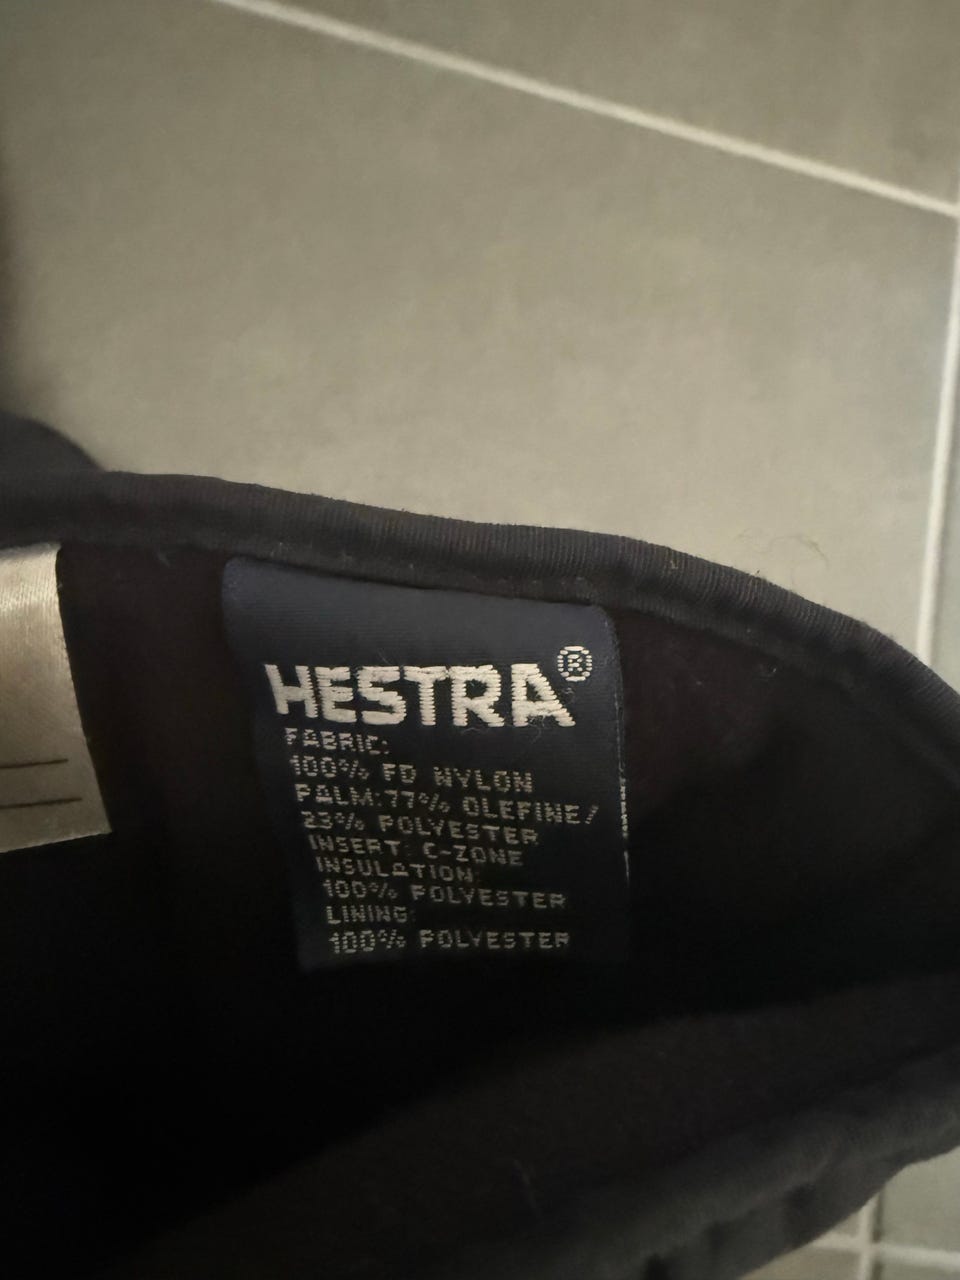 HESTRA®
FABRIC:
100% FD NYLON
PALM:77% OLEFINE/
23% POLYESTER
INSERT: C-ZONE
INSULATION:
100% POLYESTER
LINING:
100% POLYESTER